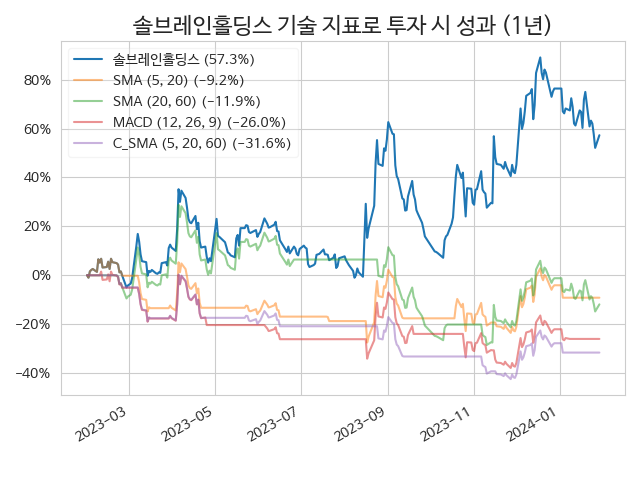 솔브레인홀딩스 기술 지표로 투자 시 성과 (1년)
솔브레인홀딩스 (57.3%)
SMA (5, 20) (−9.2%)
SMA (20, 60) (−11.9%)
MACD (12, 26, 9) (−26.0%)
C_SMA (5, 20, 60) (−31.6%)
80%
60%
40%
20%
0%
−20%
−40%
2023−03
2023−05
2023−07
2023−09
2023−11
2024−01